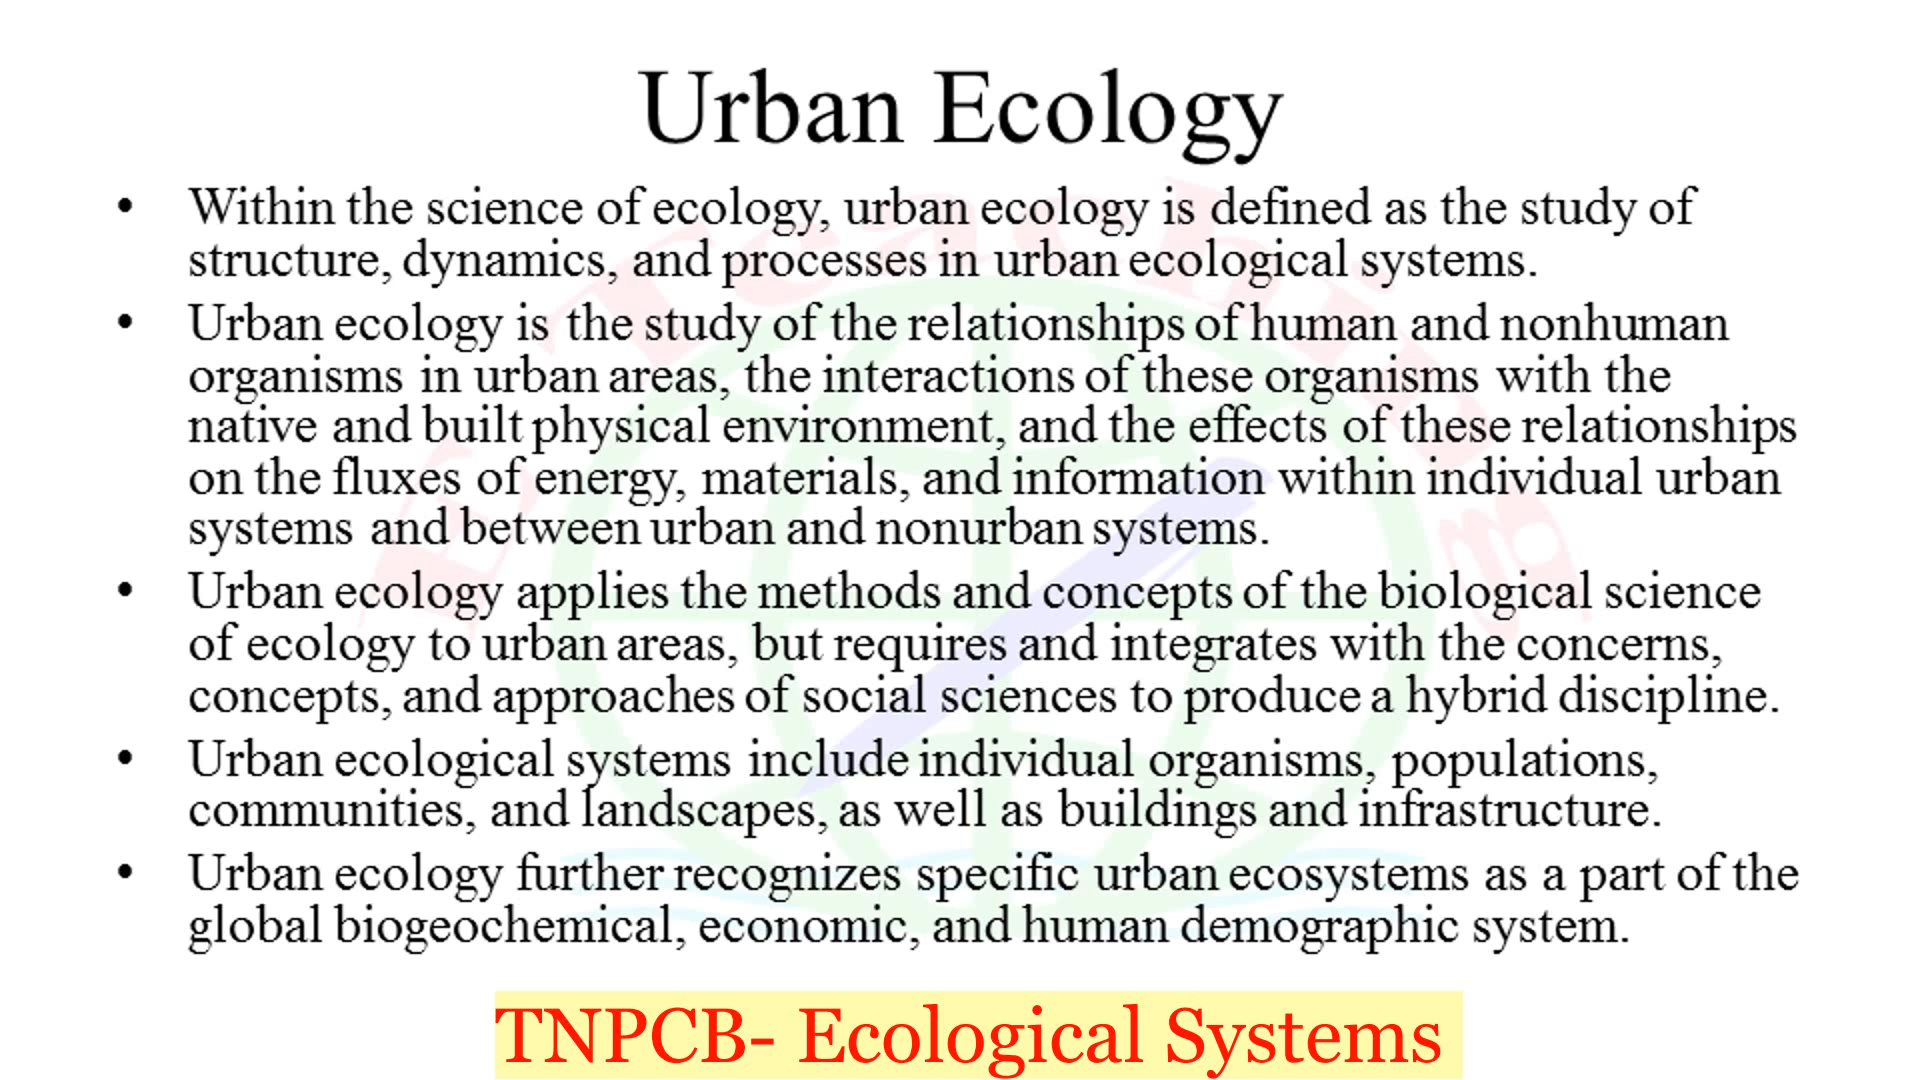 Urban Ecology
• Within the science of ecology, urban ecology is defined as the study of
structure, dynamics, and processes in urban ecological systems.
• Urban ecology is the study of the relationships of human and nonhuman
organisms in urban areas, the interactions of these organisms with the
native and built physical environment, and the effects of these relationships
on the fluxes of energy, materials, and information within individual urban
systems and between urban and nonurban systems.
• Urban ecology applies the methods and concepts of the biological science
of ecology to urban areas, but requires and integrates with the concerns,
concepts, and approaches of social sciences to produce a hybrid discipline.
• Urban ecological systems include individual organisms, populations,
communities, and landscapes, as well as buildings and infrastructure.
• Urban ecology further recognizes specific urban ecosystems as a part of the
global biogeochemical, economic, and human demographic system.
TNPCB- Ecological Systems